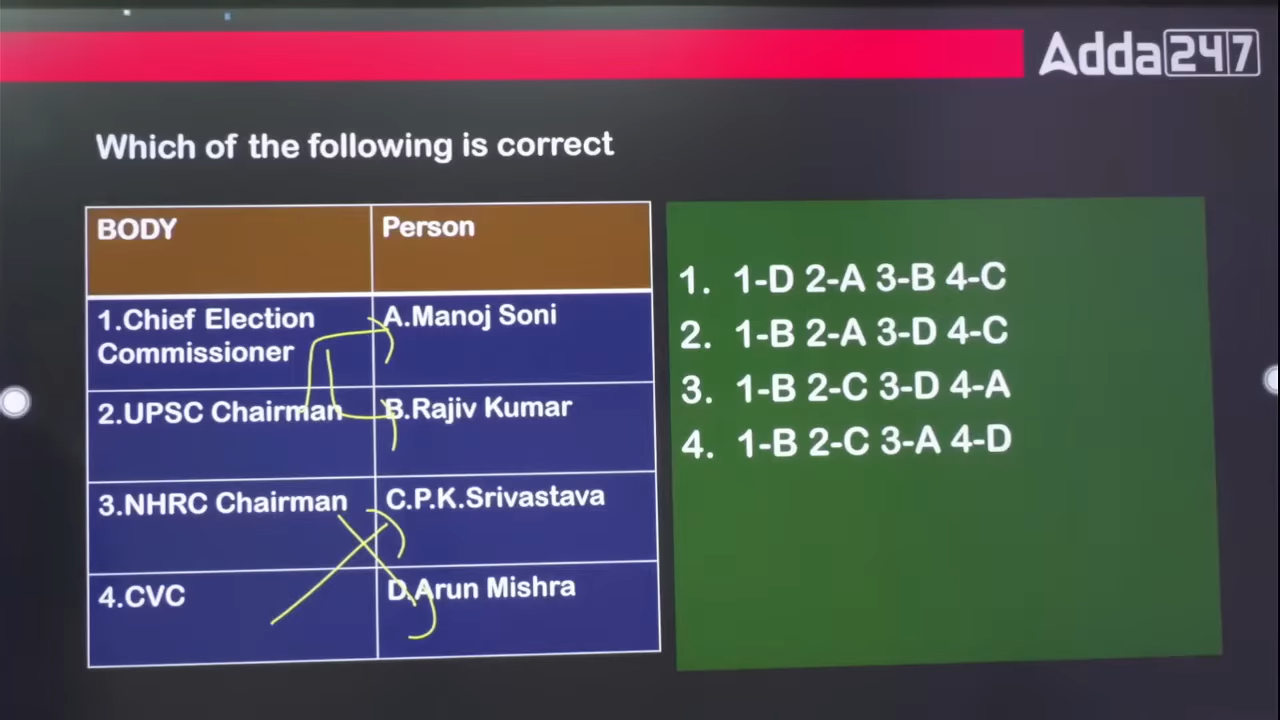 Adda247
Which of the following is correct
BODY
Person
1.Chief Election
Commissioner
A.Manoj Soni
2.UPSC Chairman
B.Rajiv Kumar
3.NHRC Chairman
C.P.K.Srivastava
4.CVC
D.Arun Mishra
1. 1-D 2-A 3-B 4-C
2. 1-B 2-A 3-D 4-C
3. 1-B 2-C 3-D 4-A
4. 1-B 2-C 3-A 4-D